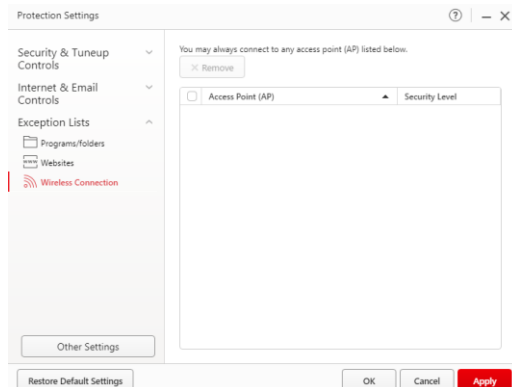 Protection Settings
?
Security & Tuneup
Controls
Internet & Email
Controls
Exception Lists
Programs/folders
www Websites
Wireless Connection
Other Settings
You may always connect to any access point (AP) listed below.
× Remove
Access Point (AP) Security Level
Restore Default Settings
OK Cancel Apply